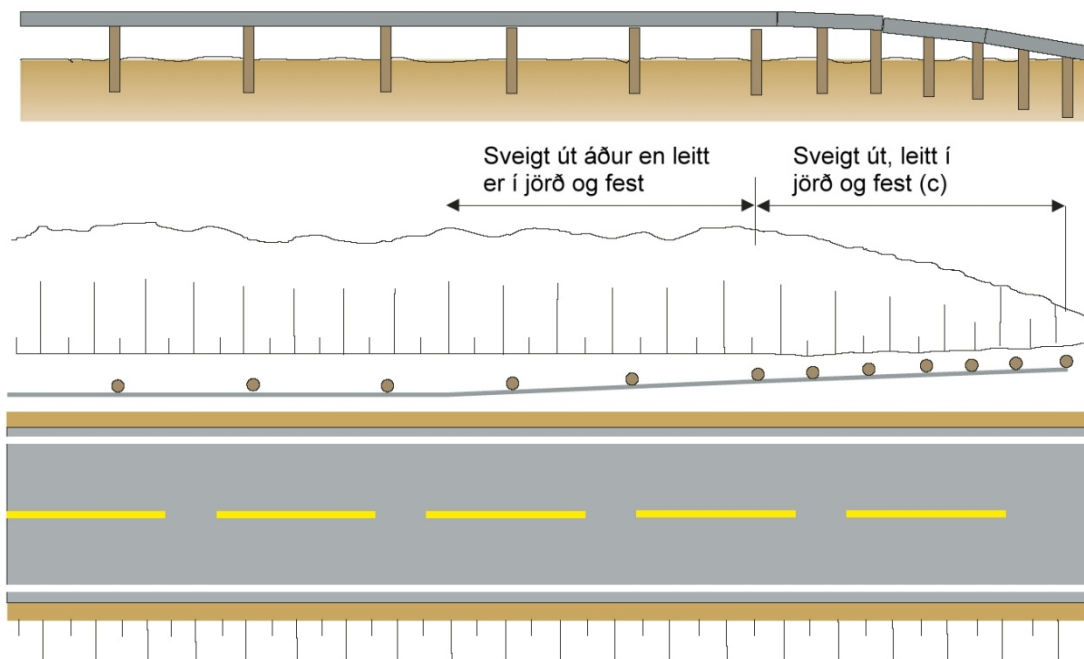 Sveigt út áður en leitt
er í jörð og fest
Sveigt út, leitt í
jörð og fest (c)